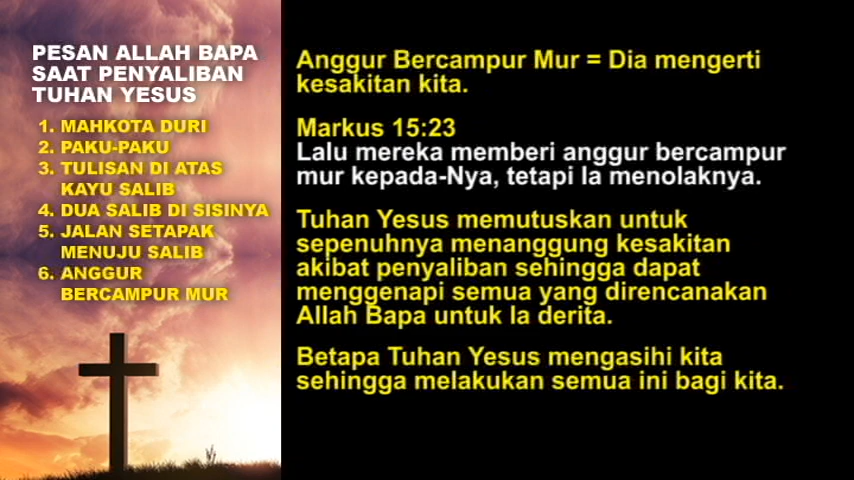 PESAN ALLAH BAPA
SAAT PENYALIBAN
TUHAN YESUS
1. MAHKOTA DURI
2. PAKU-PAKU
3. TULISAN DI ATAS
KAYU SALIB
4. DUA SALIB DI SISINYA
5. JALAN SETAPAK
MENUJU SALIB
6. ANGGUR
BERCAMPUR MUR
Anggur Bercampur Mur = Dia mengerti
kesakitan kita.
Markus 15:23
Lalu mereka memberi anggur bercampur
mur kepada-Nya, tetapi Ia menolaknya.
Tuhan Yesus memutuskan untuk
sepenuhnya menanggung kesakitan
akibat penyaliban sehingga dapat
menggenapi semua yang direncanakan
Allah Bapa untuk Ia derita.
Betapa Tuhan Yesus mengasihi kita
sehingga melakukan semua ini bagi kita.